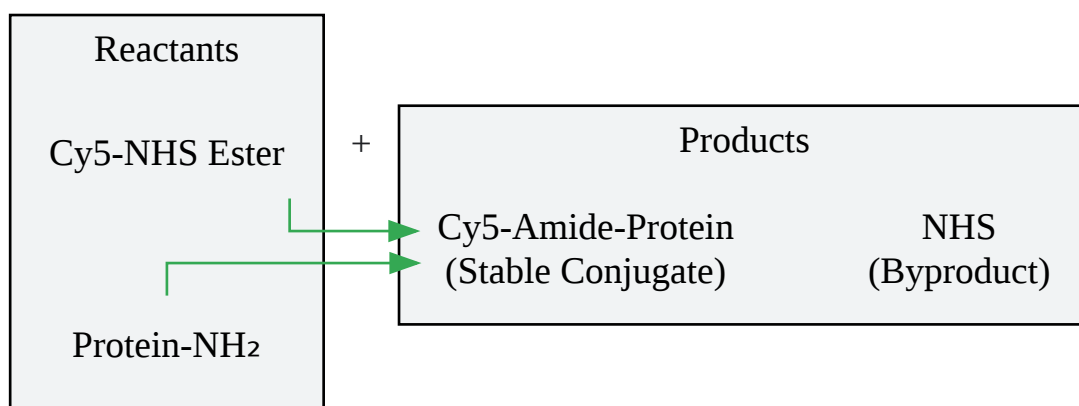 Reactants
Cy5-NHS Ester
Protein-NH₂
+
Products
Cy5-Amide-Protein
(Stable Conjugate)
NHS
(Byproduct)